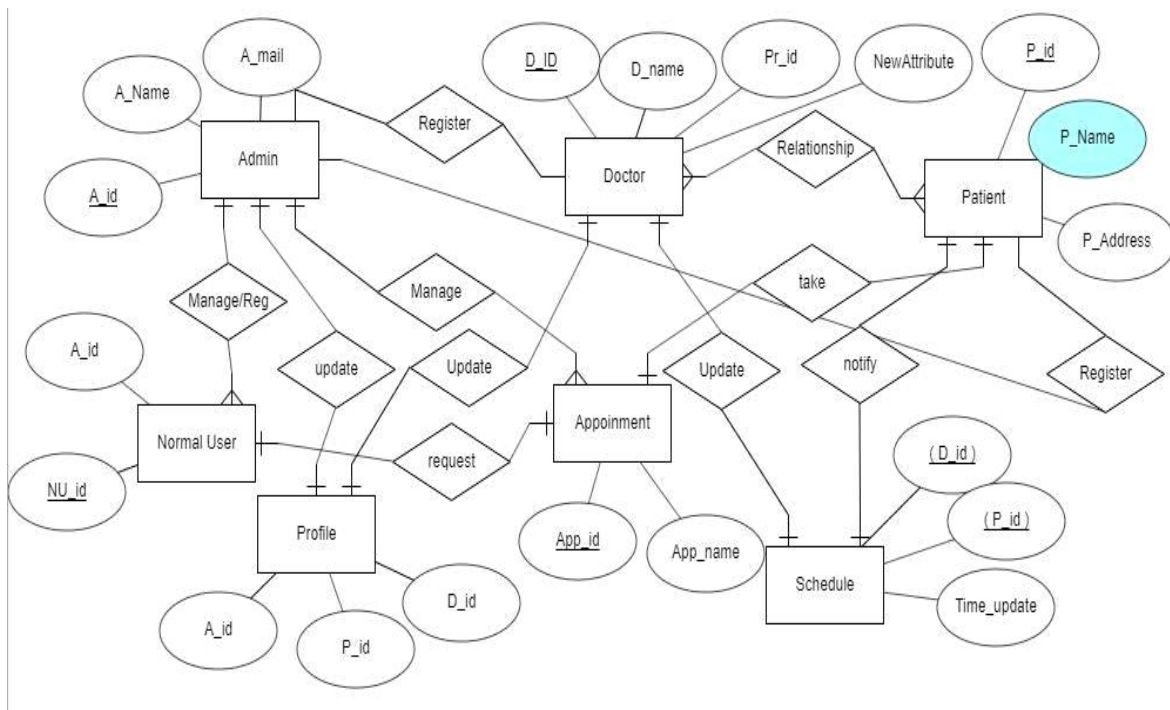 A_mail
D_ID
D_name
Pr_id
NewAttribute
P_id
A_Name
P_Name
Register
Admin
Doctor
Relationship
Patient
A_id
P_Address
Manage/Reg
Manage
take
A_id
update
Update
Update
notify
Register
Normal User
Appoinment
request
NU_id
( D_id )
( P_id )
Profile
App_id
App_name
Schedule
Time_update
A_id
P_id
D_id